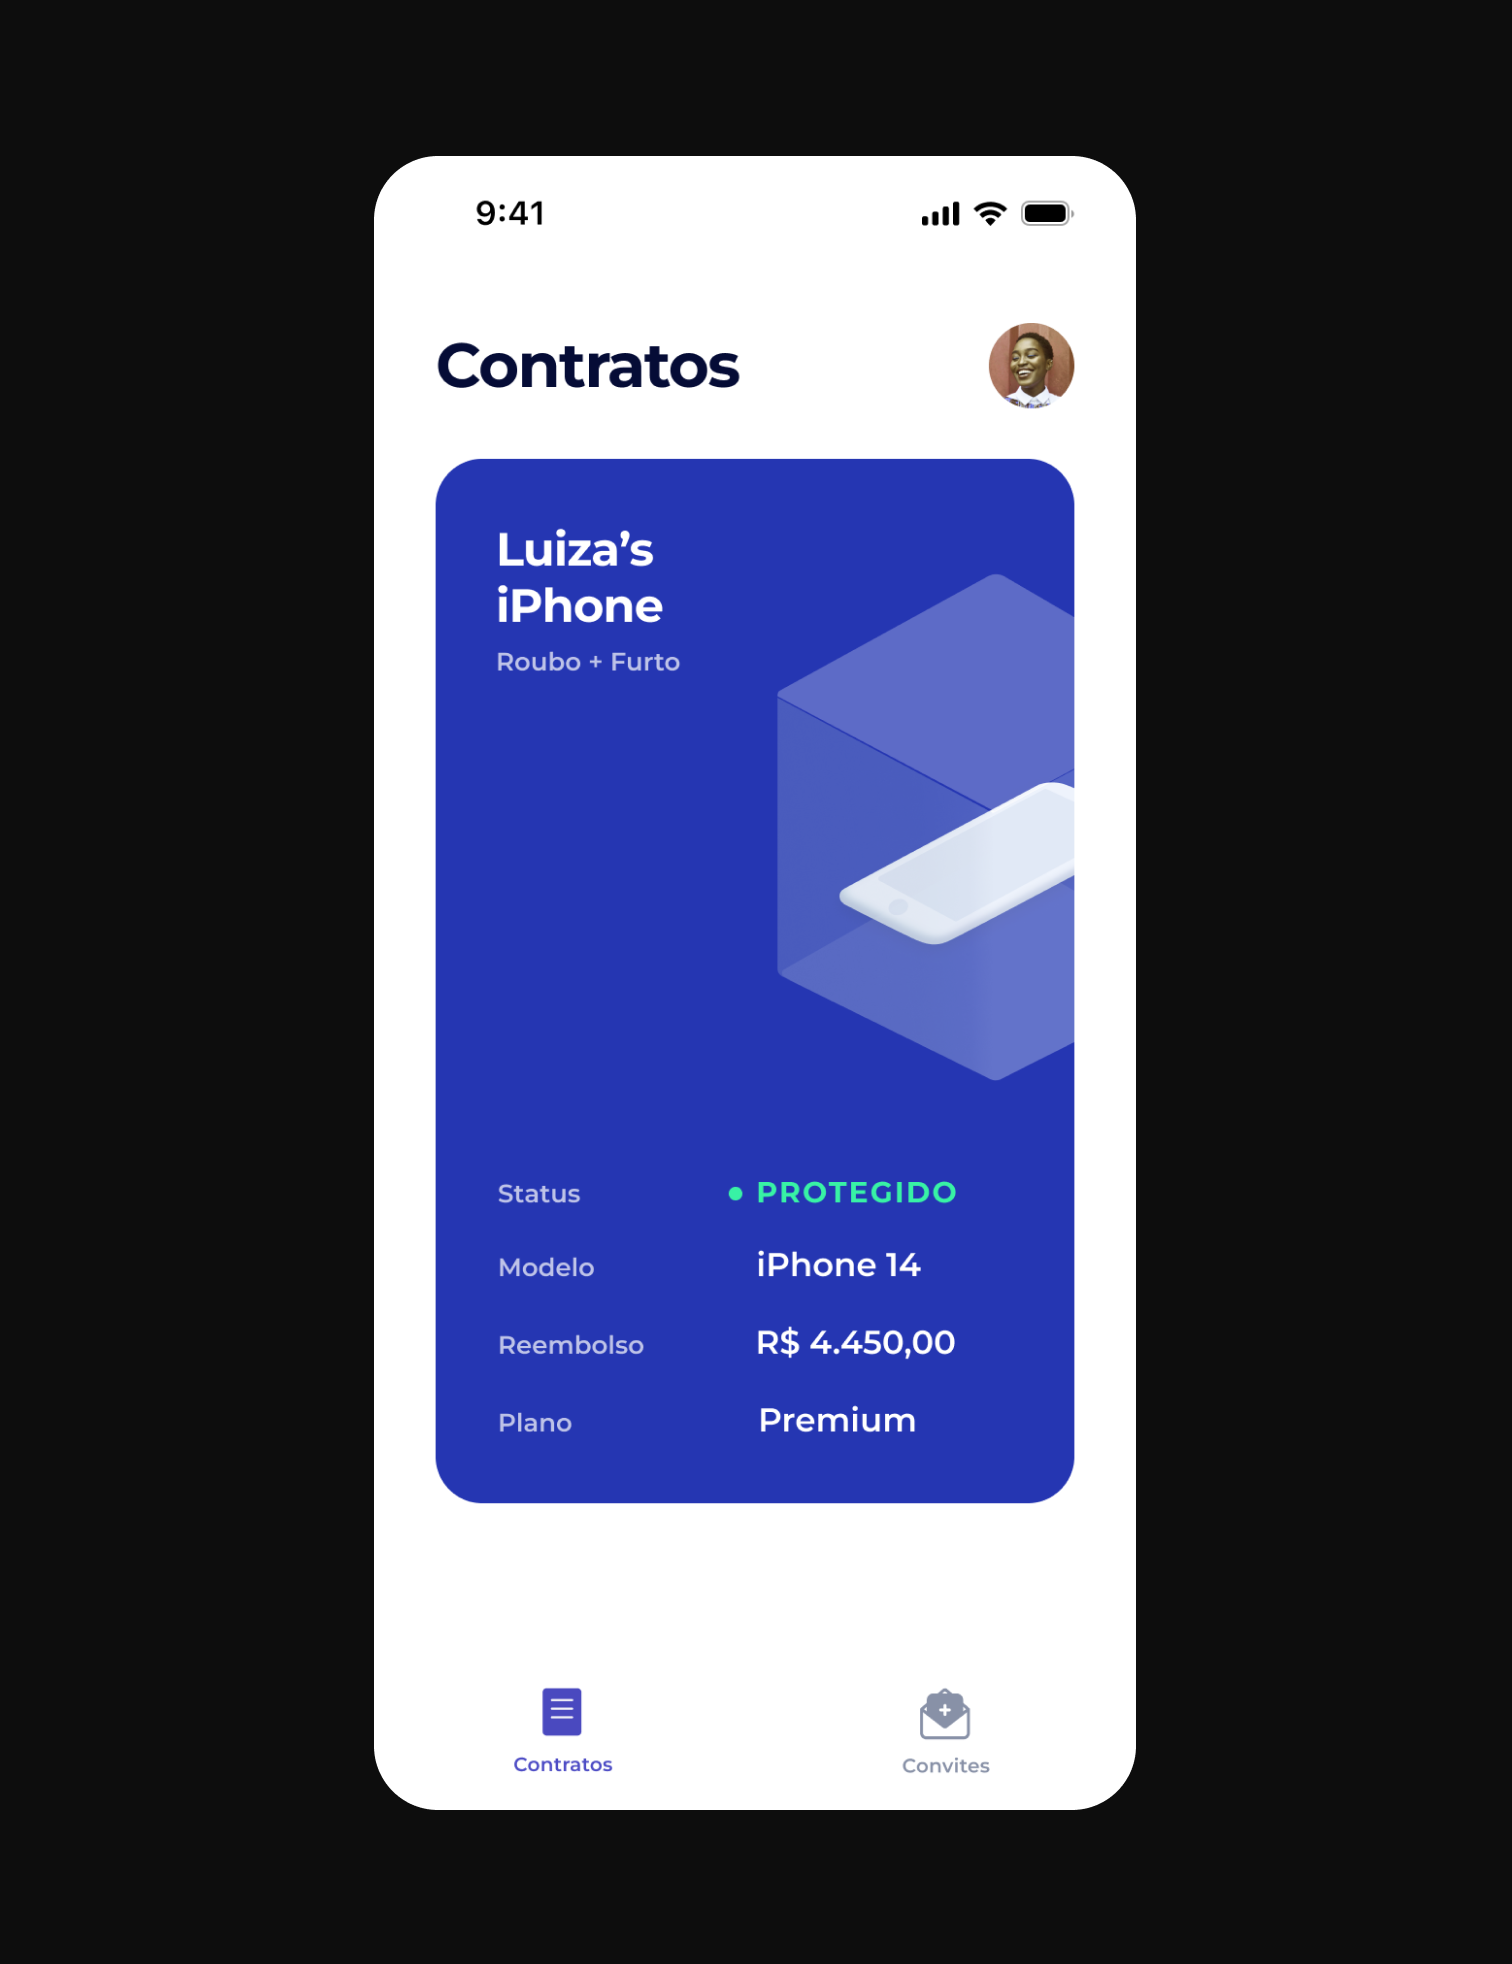 9:41
Contratos
Luiza’s
iPhone
Roubo + Furto
Status PROTEGIDO
Modelo iPhone 14
Reembolso R$ 4.450,00
Plano Premium
Contratos Convites